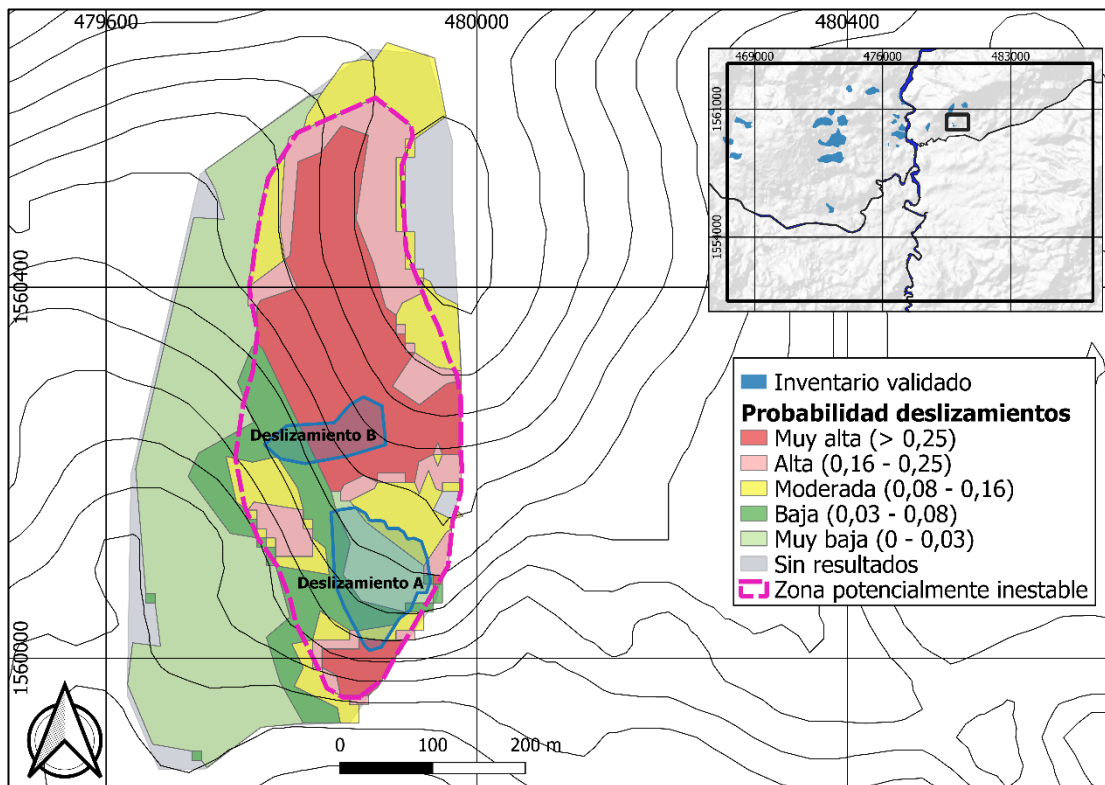 479600
480000
480400
1560400
1560000
469000
476000
483000
1561000
1554000
Deslizamiento B
Deslizamiento A
Inventario validado
Probabilidad deslizamientos
Muy alta (> 0,25)
Alta (0,16 - 0,25)
Moderada (0,08 - 0,16)
Baja (0,03 - 0,08)
Muy baja (0 - 0,03)
Sin resultados
Zona potencialmente inestable
0 100 200 m